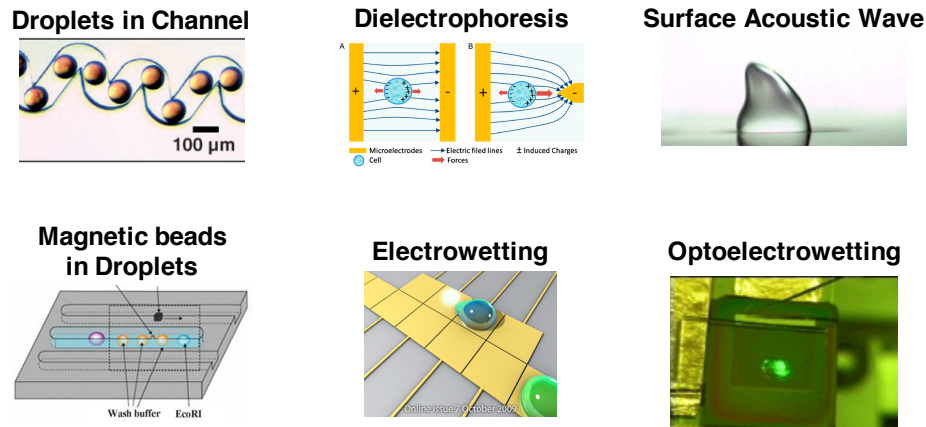 Droplets in Channel
Dielectrophoresis
Surface Acoustic Wave
100 µm
A
B
+
-
+
-
Microelectrodes
Electric filed lines
± Induced Charges
Cell
Forces
Magnetic beads
in Droplets
Electrowetting
Optoelectrowetting
Wash buffer
EcoRI
Online issue 7 October 2009